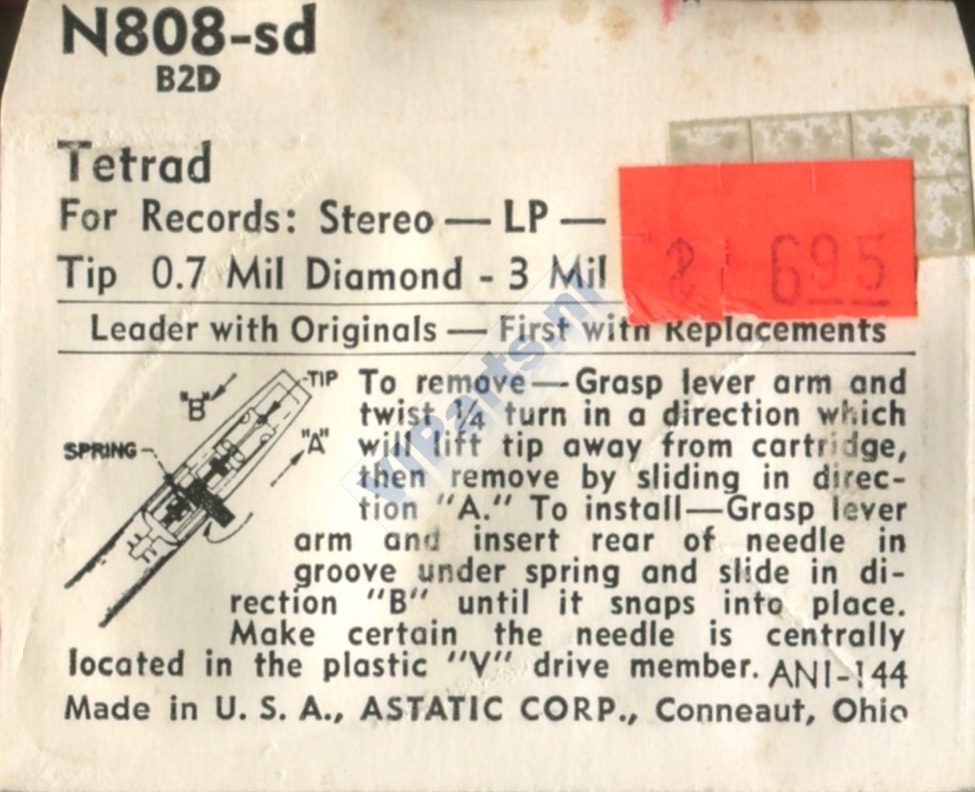 N808-sd
B2D
Tetrad
For Records: Stereo — LP —
Tip 0.7 Mil Diamond - 3 Mil
2 695
Leader with Originals — First with Replacements
TIP
"B"
"A"
SPRING
To remove—Grasp lever arm and
twist ¼ turn in a direction which
will lift tip away from cartridge,
then remove by sliding in direc-
tion "A." To install—Grasp lever
arm and insert rear of needle in
groove under spring and slide in di-
rection "B" until it snaps into place.
Make certain the needle is centrally
located in the plastic "V" drive member. ANI-144
Made in U. S. A., ASTATIC CORP., Conneaut, Ohio
VIParts.nl